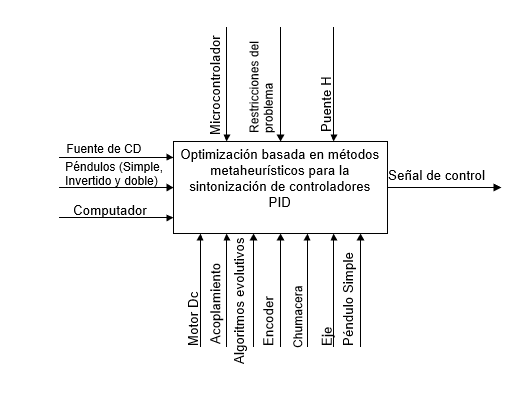 Microcontrolador
Restricciones del
problema
Puente H
Fuente de CD
Péndulos (Simple,
Invertido y doble)
Computador
Optimización basada en métodos
metaheurísticos para la
sintonización de controladores
PID
Señal de control
Motor Dc
Acoplamiento
Algoritmos evolutivos
Encoder
Chumacera
Eje
Péndulo Simple